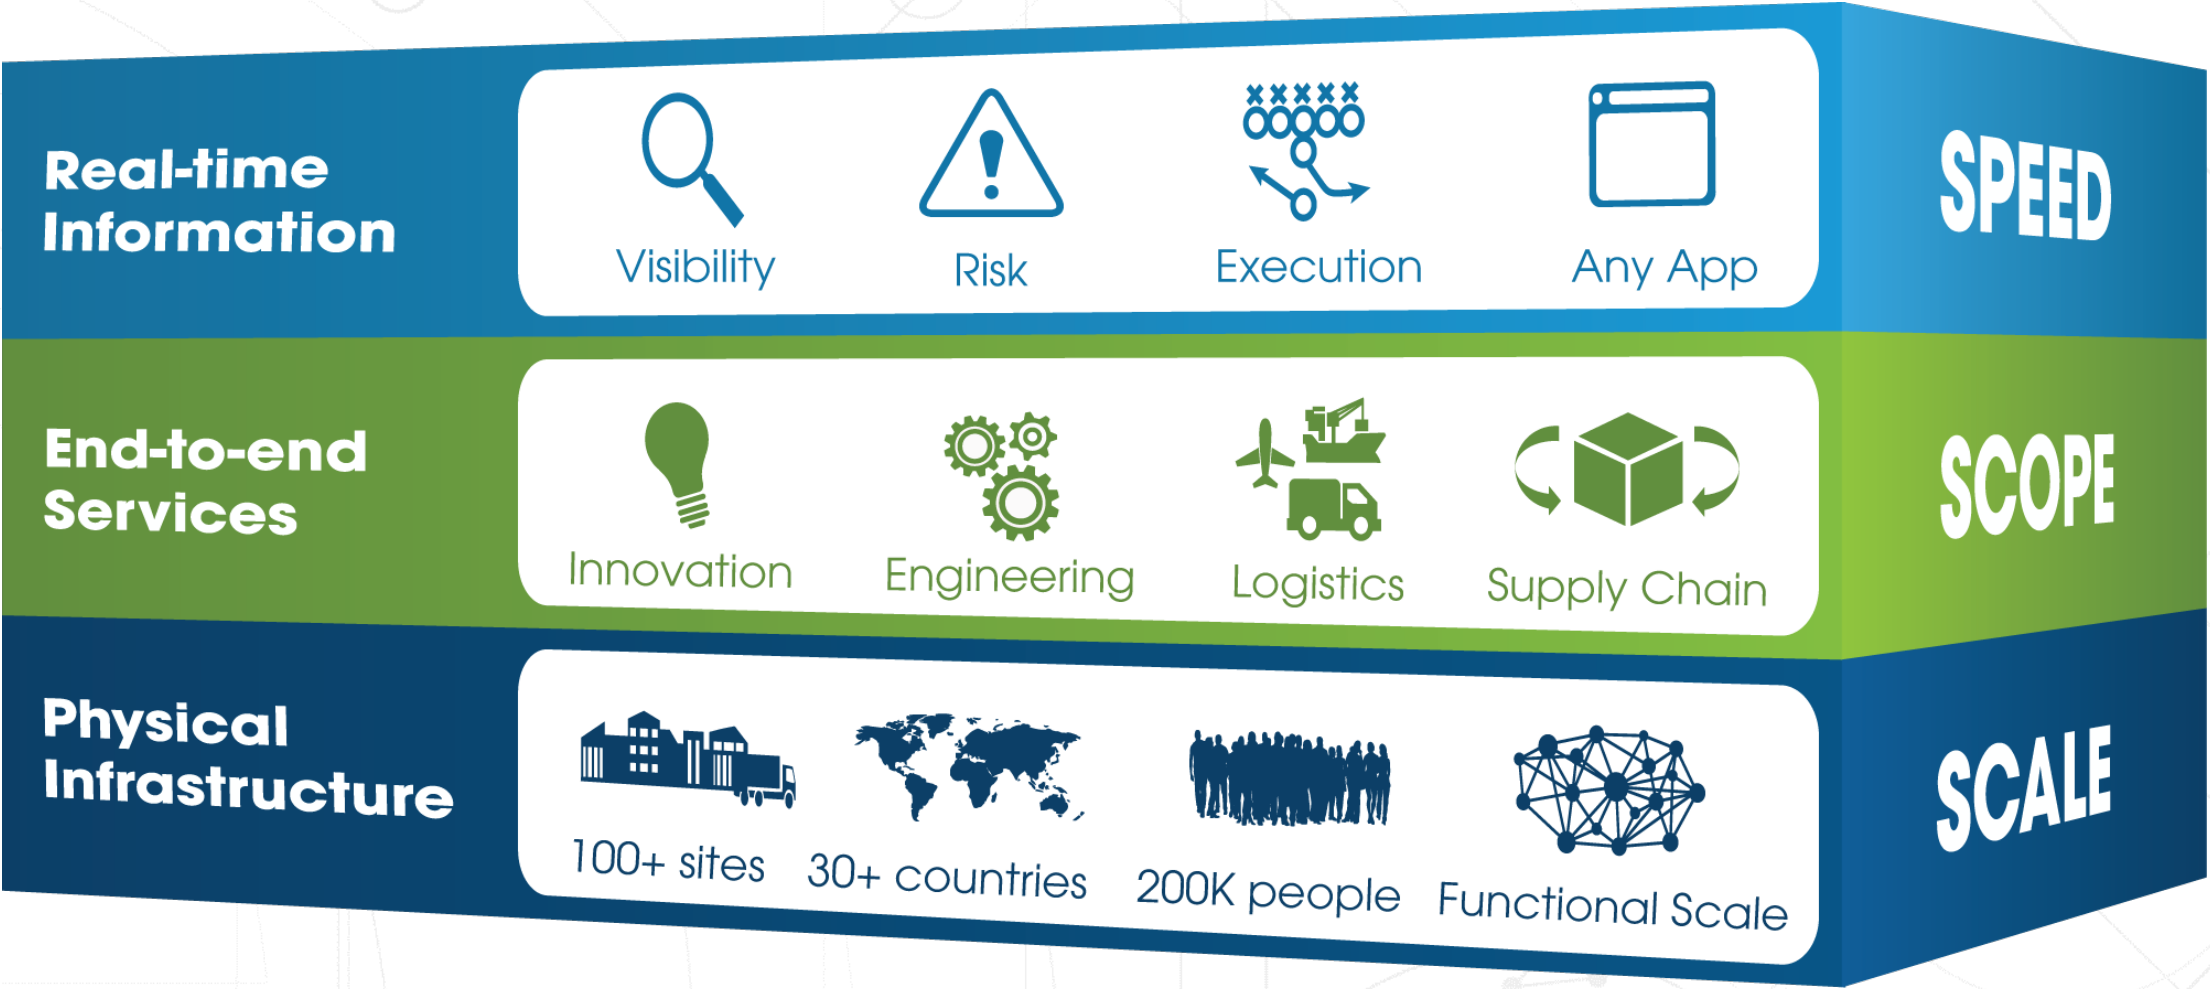 Real-time
Information
Visibility
Risk
Execution
Any App
SPEED
End-to-end
Services
Innovation
Engineering
Logistics
Supply Chain
SCOPE
Physical
Infrastructure
100+ sites
30+ countries
200K people
Functional Scale
SCALE